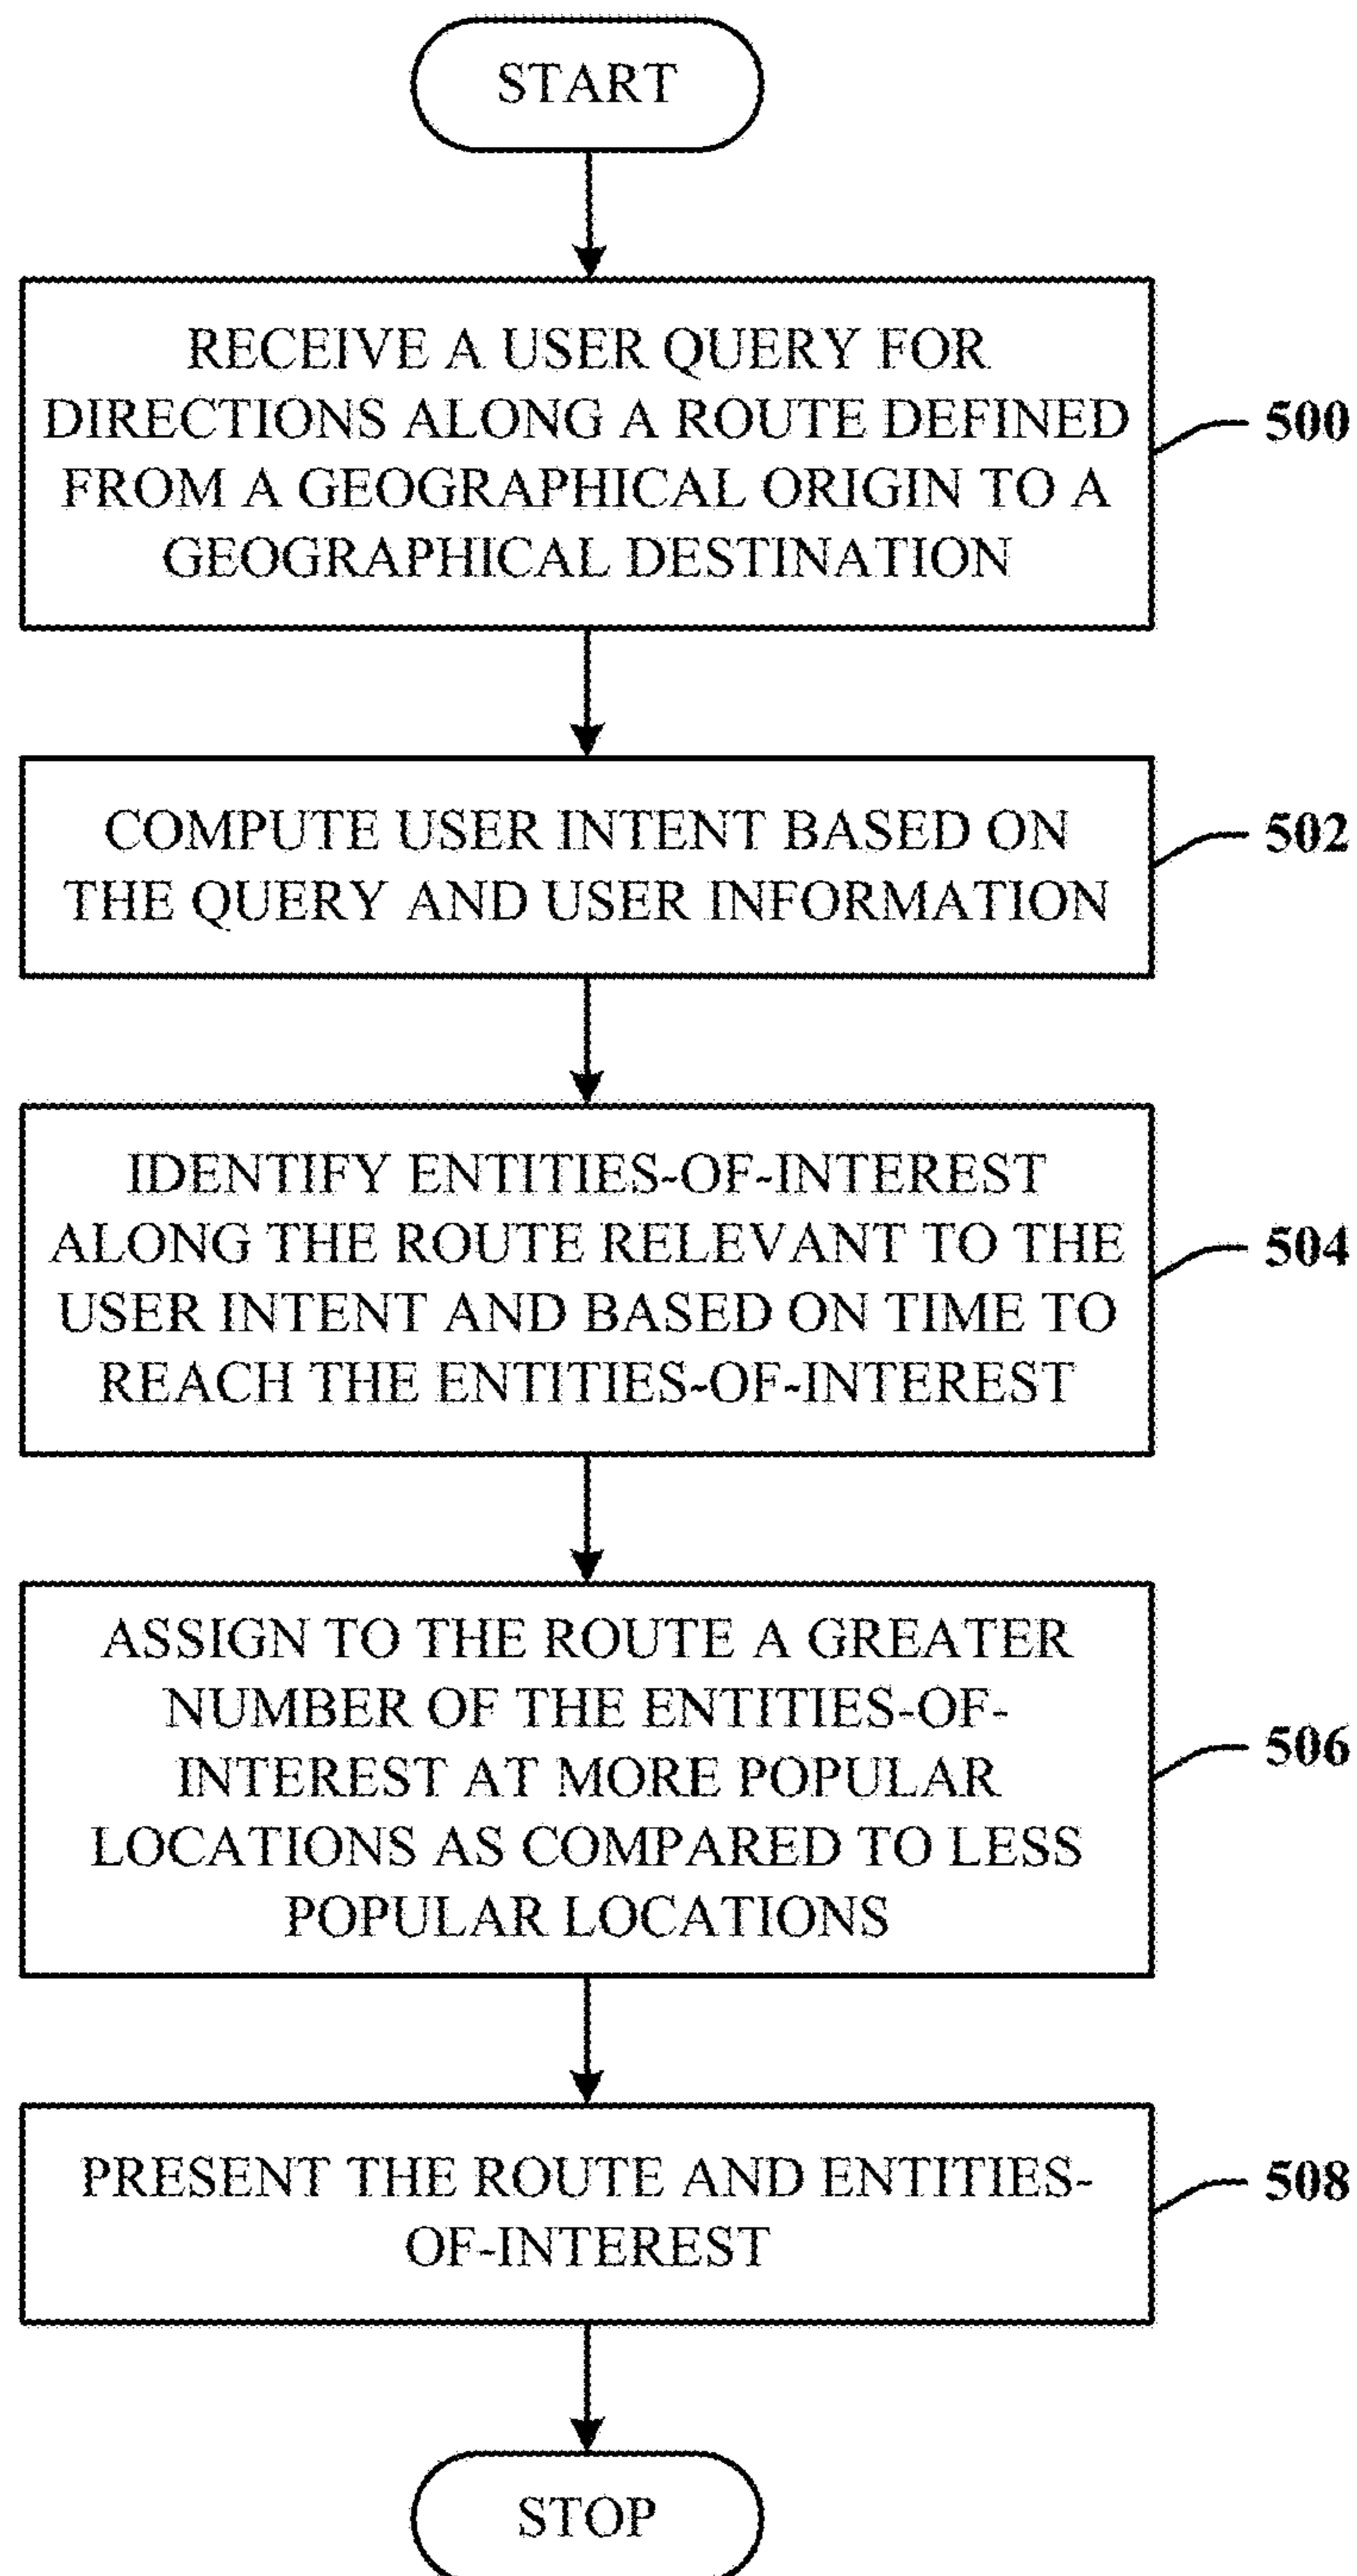 START
RECEIVE A USER QUERY FOR
DIRECTIONS ALONG A ROUTE DEFINED
FROM A GEOGRAPHICAL ORIGIN TO A
GEOGRAPHICAL DESTINATION
500
COMPUTE USER INTENT BASED ON
THE QUERY AND USER INFORMATION
502
IDENTIFY ENTITIES-OF-INTEREST
ALONG THE ROUTE RELEVANT TO THE
USER INTENT AND BASED ON TIME TO
REACH THE ENTITIES-OF-INTEREST
504
ASSIGN TO THE ROUTE A GREATER
NUMBER OF THE ENTITIES-OF-
INTEREST AT MORE POPULAR
LOCATIONS AS COMPARED TO LESS
POPULAR LOCATIONS
506
PRESENT THE ROUTE AND ENTITIES-
OF-INTEREST
508
STOP